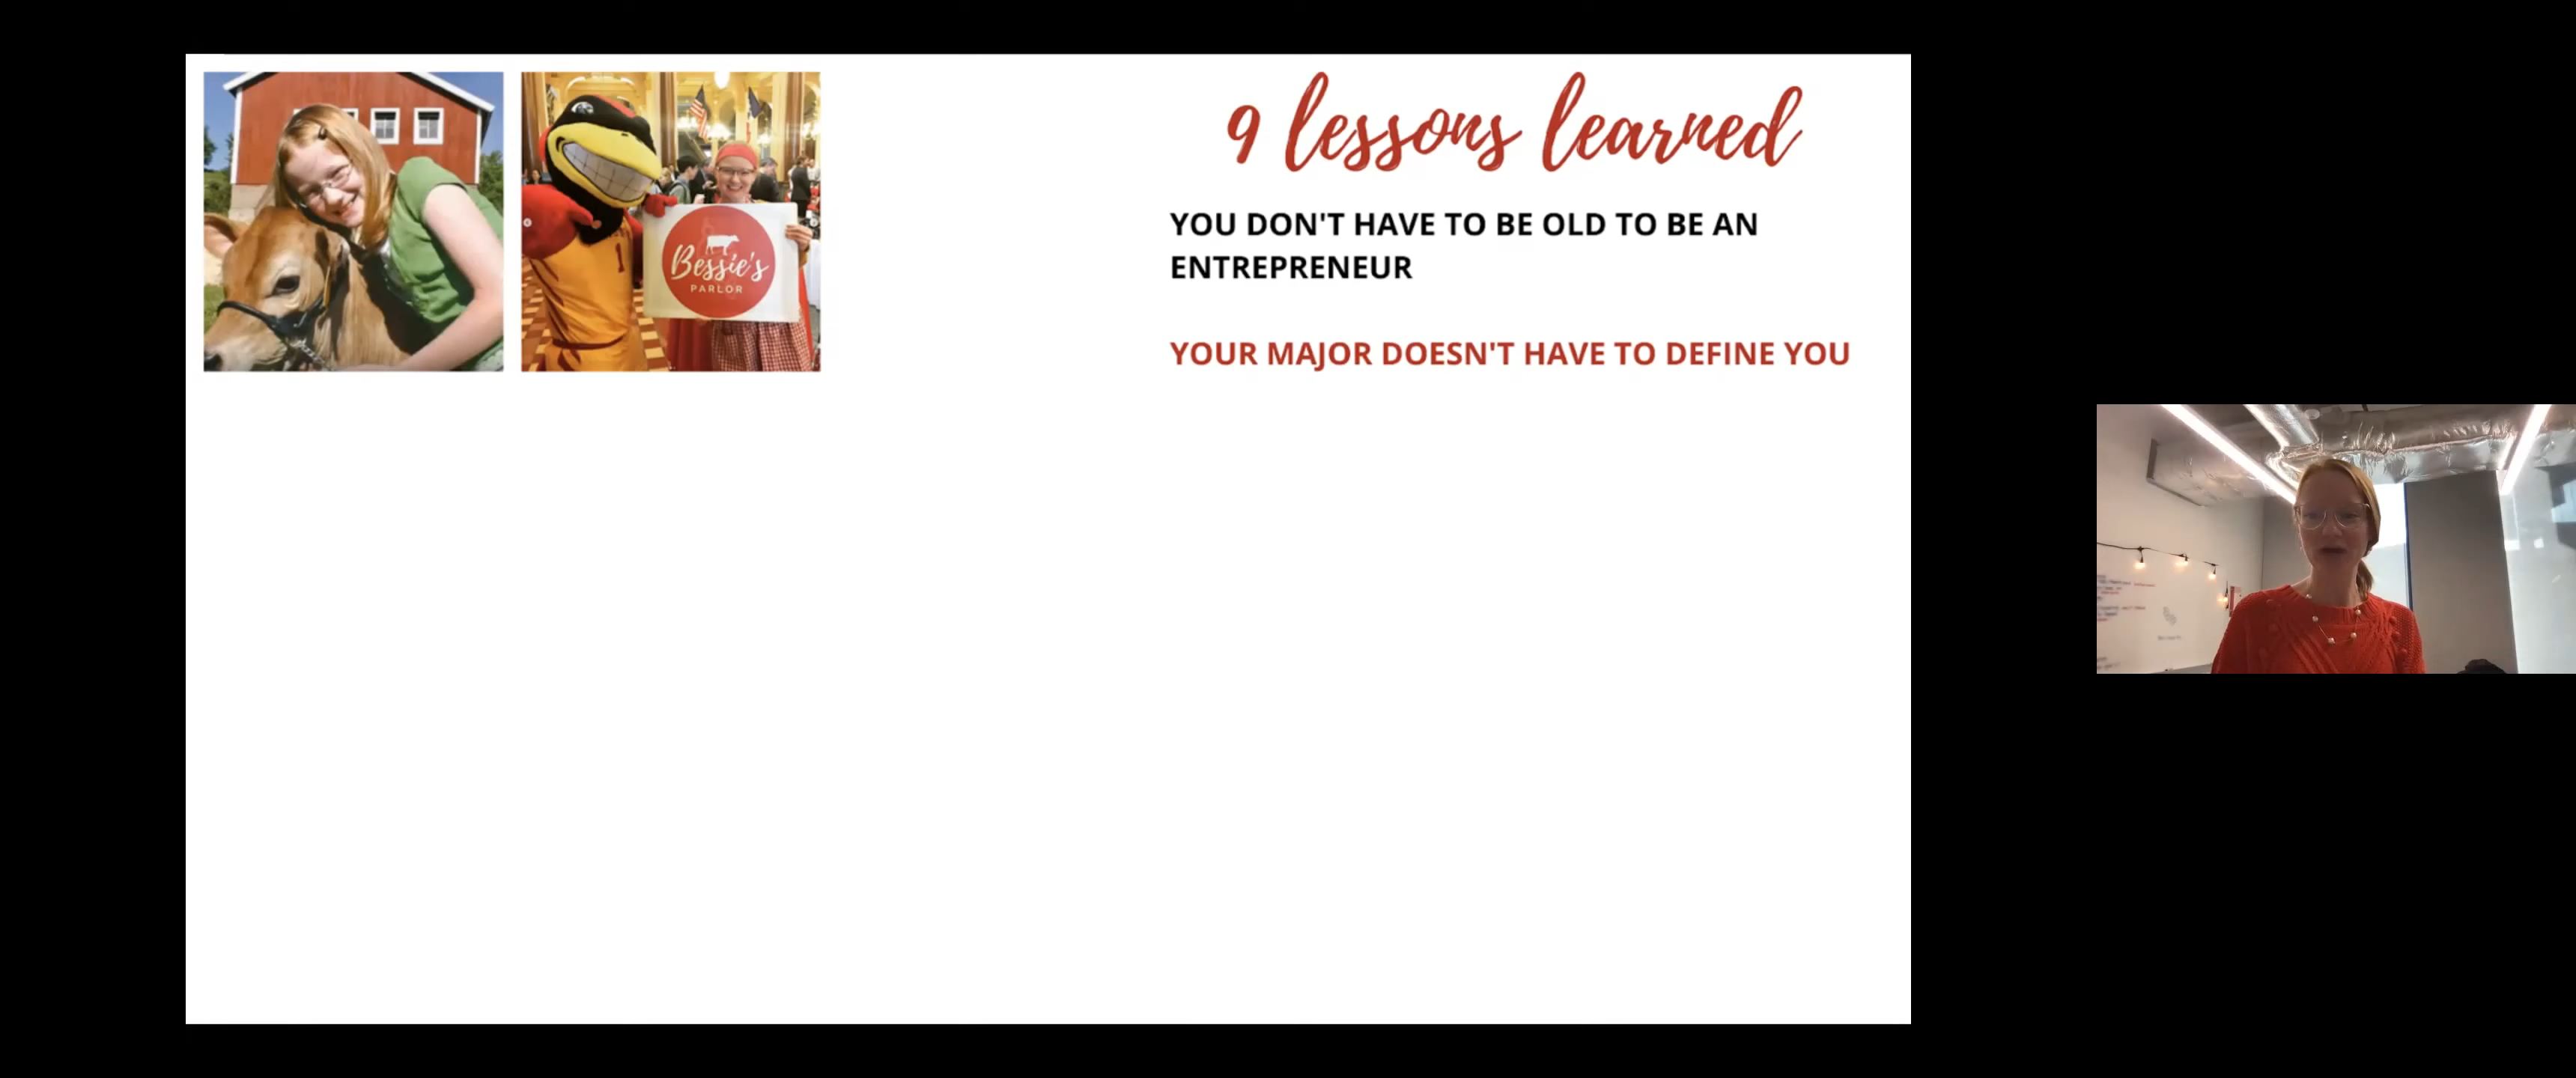 9 lessons learned
YOU DON'T HAVE TO BE OLD TO BE AN
ENTREPRENEUR
YOUR MAJOR DOESN'T HAVE TO DEFINE YOU
Bessie's
PARLOR
1